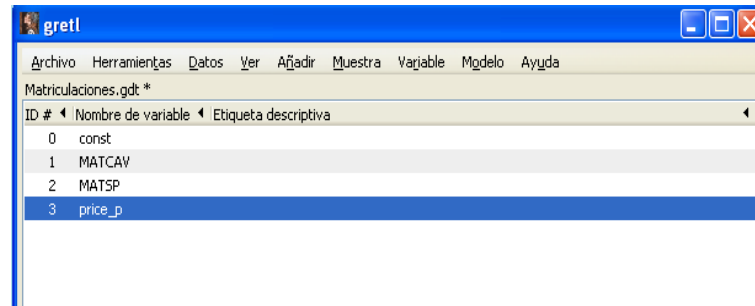 gretl
Archivo Herramientas Datos Ver Añadir Muestra Variable Modelo Ayuda
Matriculaciones.gdt *
ID # Nombre de variable Etiqueta descriptiva
0 const
1 MATCAV
2 MATSP
3 price_p